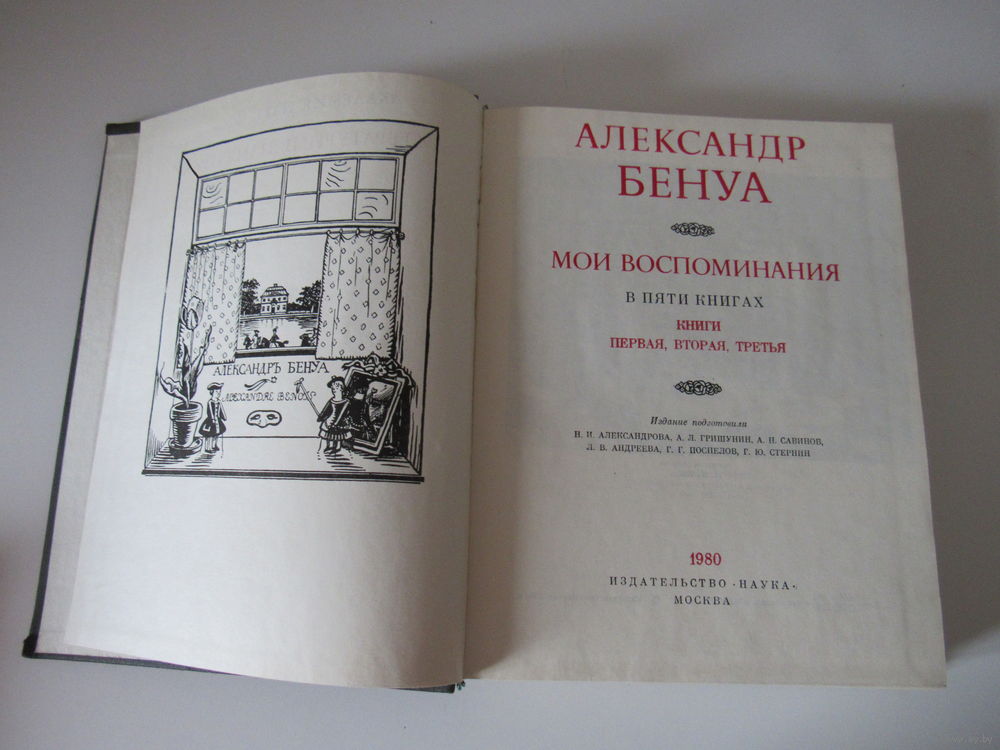 АЛЕКСАНДРЪ БЕНУА
ALEXANDRE BENOIS
АЛЕКСАНДР
БЕНУА
МОИ ВОСПОМИНАНИЯ
В ПЯТИ КНИГАХ
КНИГИ
ПЕРВАЯ, ВТОРАЯ, ТРЕТЬЯ
Издание подготовили
Н. И. АЛЕКСАНДРОВА, А. Л. ГРИШУНИН, А. Н. САВИНОВ,
Л. В. АНДРЕЕВА, Г. Г. ПОСПЕЛОВ, Г. Ю. СТЕРНИН
1980
ИЗДАТЕЛЬСТВО «НАУКА»
МОСКВА